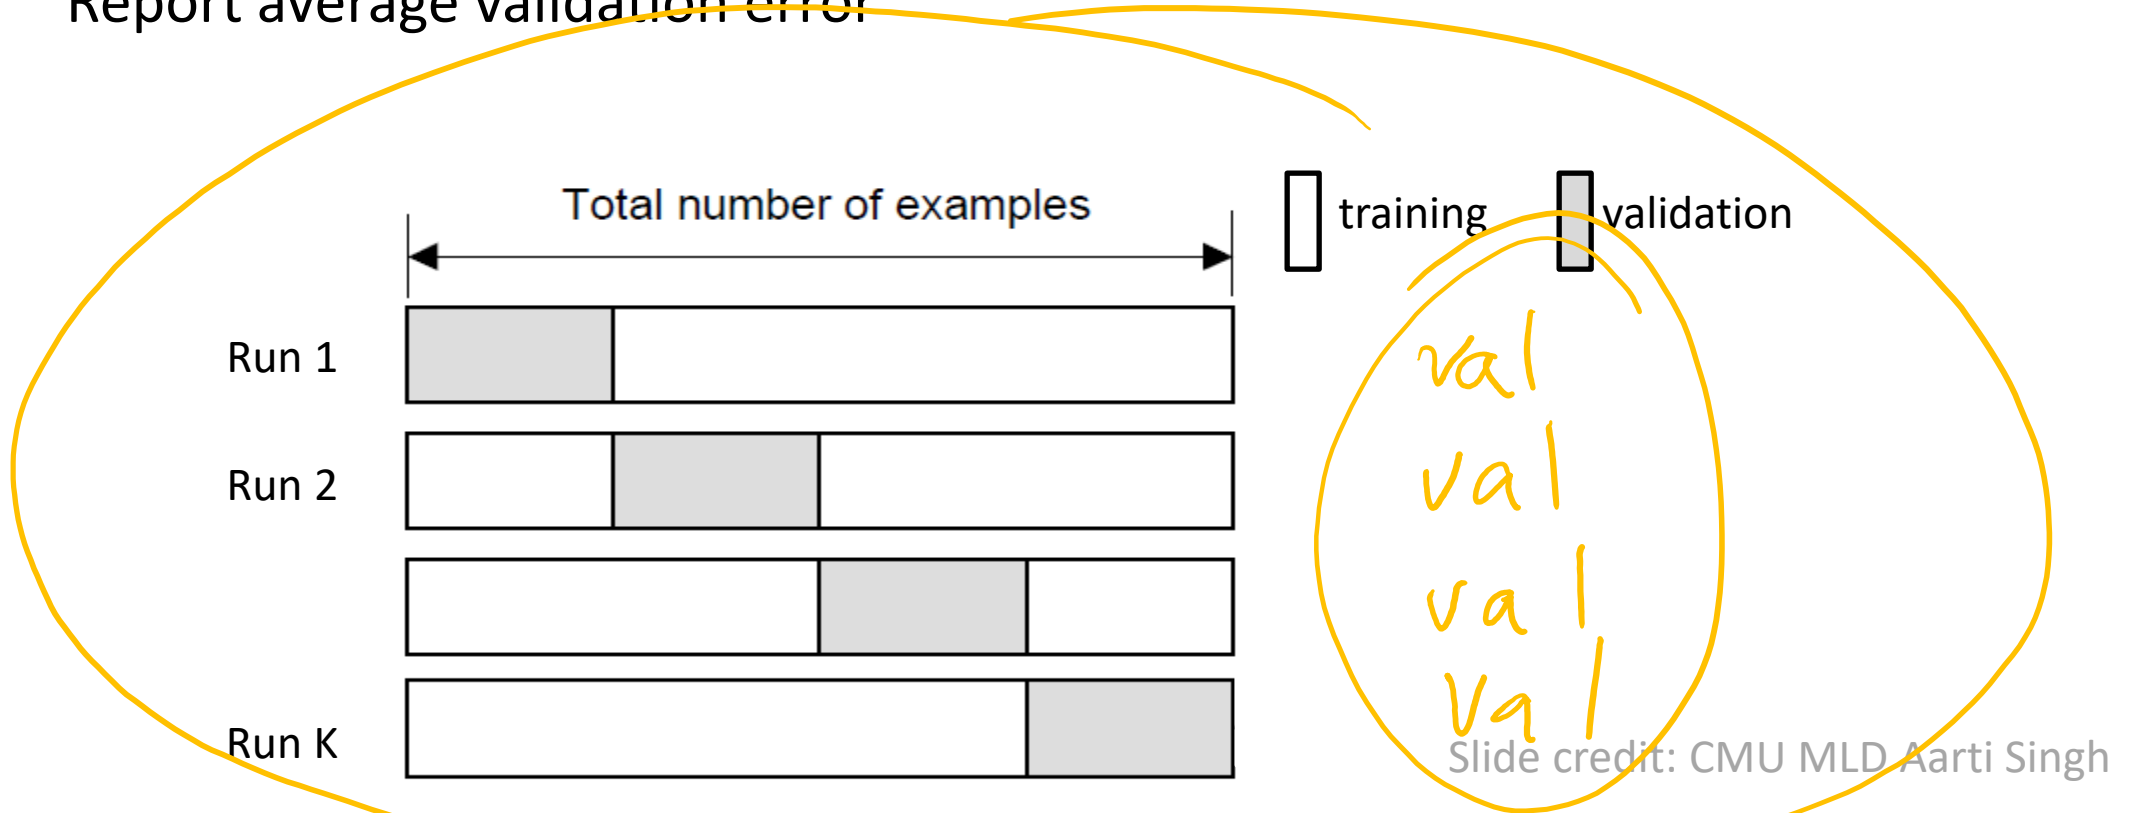 Report average validation error
Total number of examples
training
validation
Run 1
val
Run 2
val
val
Run K
val
Slide credit: CMU MLD Aarti Singh